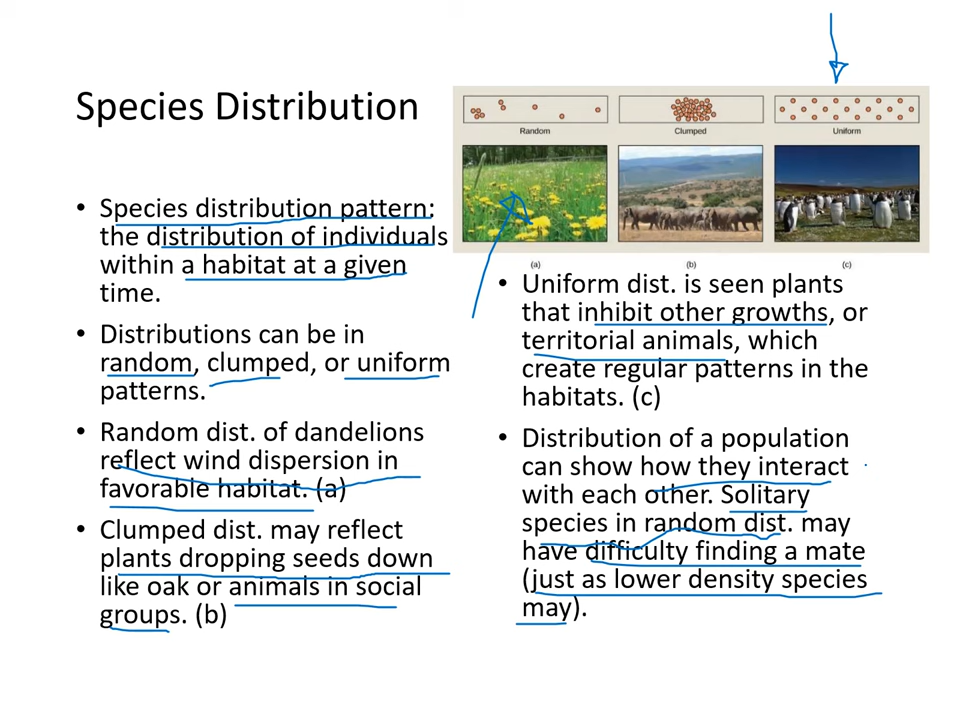 Species Distribution
Random
Clumped
Uniform
(a)
(b)
(c)
• Species distribution pattern:
the distribution of individuals
within a habitat at a given
time.
• Distributions can be in
random, clumped, or uniform
patterns.
• Random dist. of dandelions
reflect wind dispersion in
favorable habitat. (a)
• Clumped dist. may reflect
plants dropping seeds down
like oak or animals in social
groups. (b)
• Uniform dist. is seen plants
that inhibit other growths, or
territorial animals, which
create regular patterns in the
habitats. (c)
• Distribution of a population
can show how they interact
with each other. Solitary
species in random dist. may
have difficulty finding a mate
(just as lower density species
may).